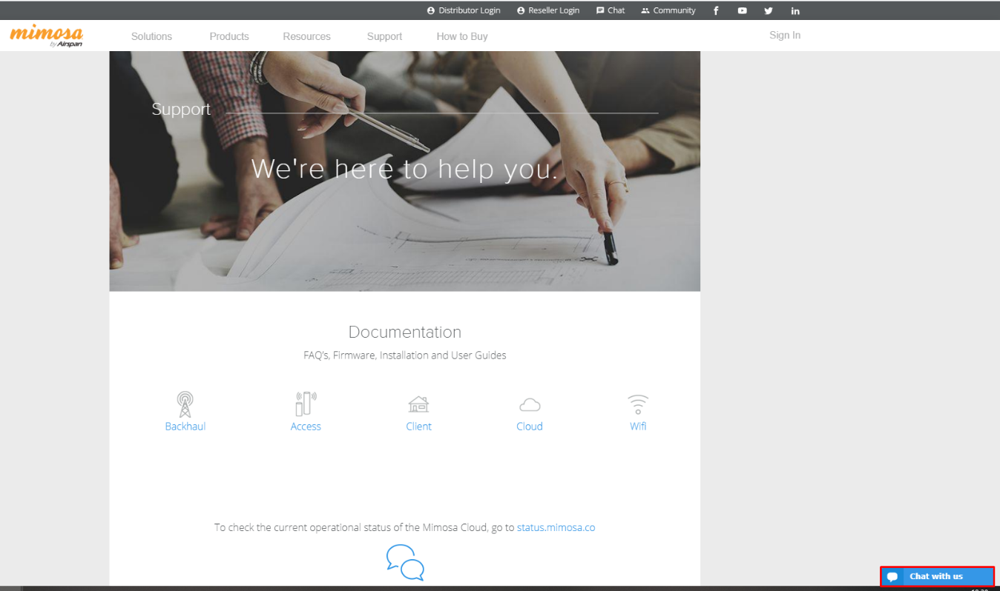 Distributor Login Reseller Login Chat Community
mimosa
by Airspan
Solutions Products Resources Support How to Buy Sign In
Support
We're here to help you.
Documentation
FAQ's, Firmware, Installation and User Guides
Backhaul Access Client Cloud Wifi
To check the current operational status of the Mimosa Cloud, go to status.mimosa.co
Chat with us